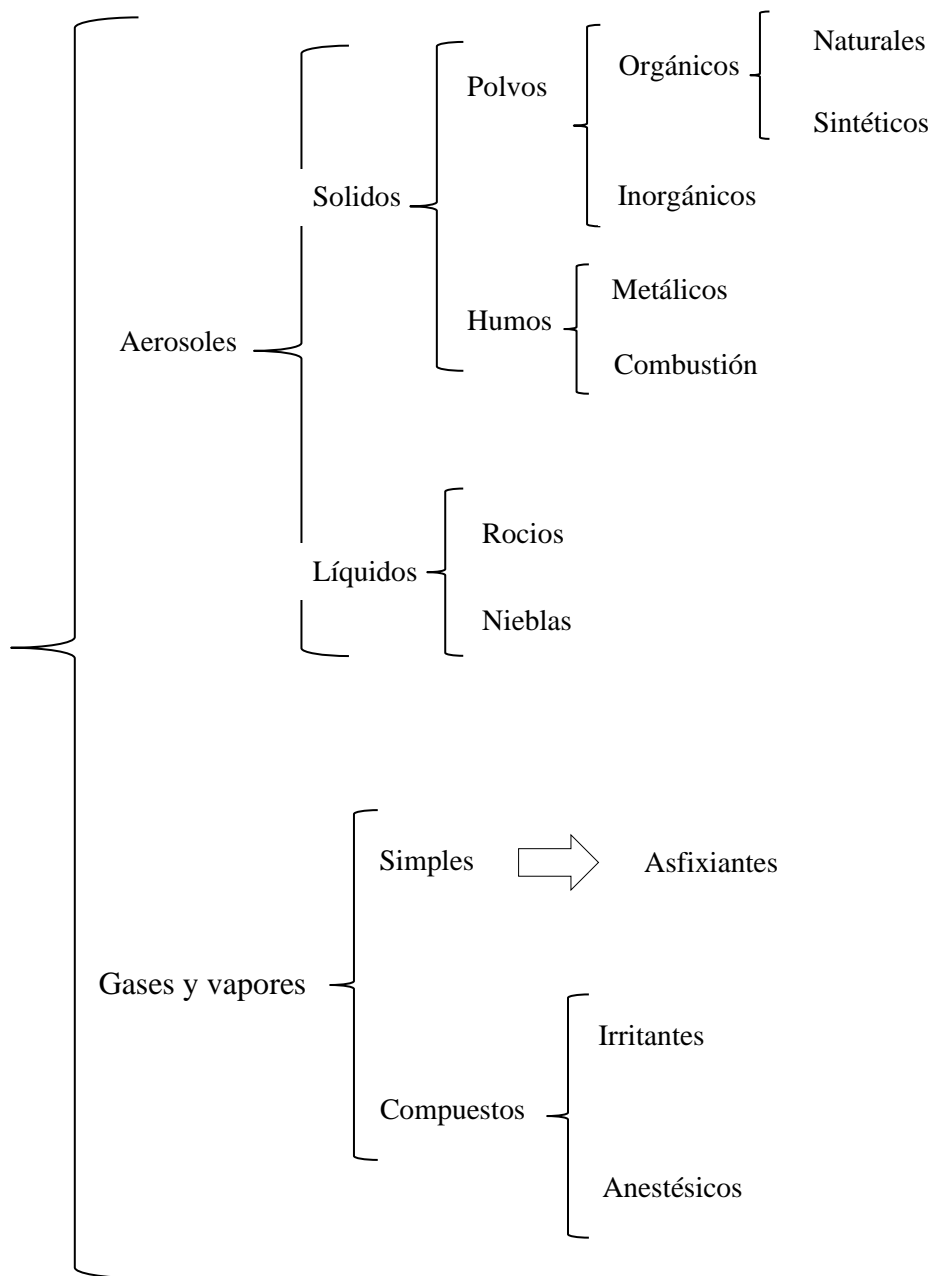 Naturales
Orgánicos
Polvos
Sintéticos
Solidos
Inorgánicos
Metálicos
Humos
Aerosoles
Combustión
Rocios
Líquidos
Nieblas
Simples
Asfixiantes
Gases y vapores
Irritantes
Compuestos
Anestésicos